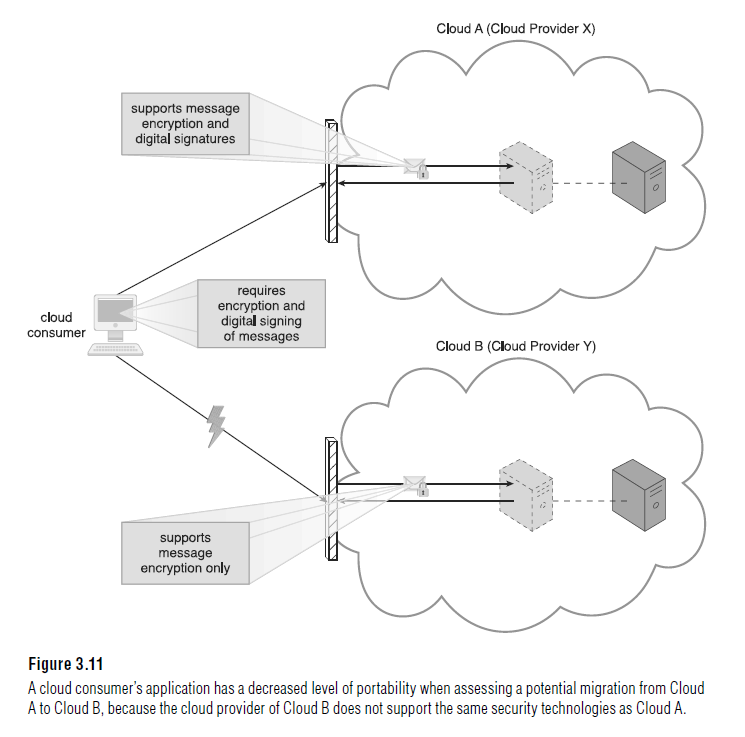 Cloud A (Cloud Provider X)
supports message
encryption and
digital signatures
requires
encryption and
digital signing
of messages
cloud
consumer
Cloud B (Cloud Provider Y)
supports
message
encryption only
Figure 3.11
A cloud consumer's application has a decreased level of portability when assessing a potential migration from Cloud
A to Cloud B, because the cloud provider of Cloud B does not support the same security technologies as Cloud A.